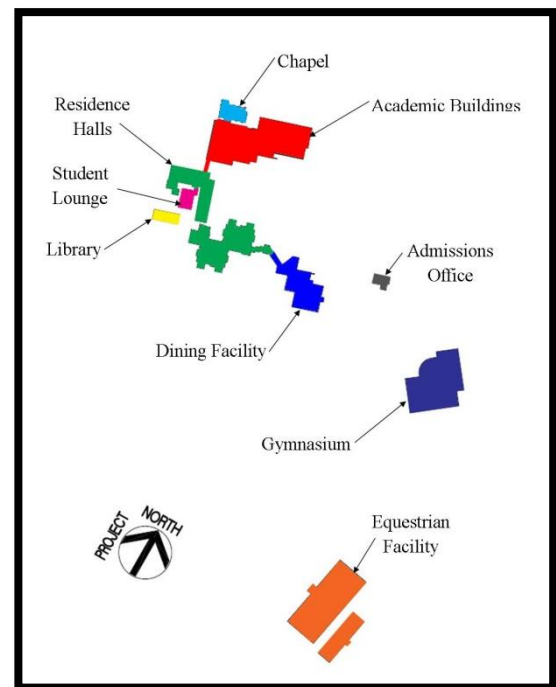 Chapel
Academic Buildings
Residence
Halls
Student
Lounge
Library
Admissions
Office
Dining Facility
Gymnasium
PROJECT NORTH
Equestrian
Facility